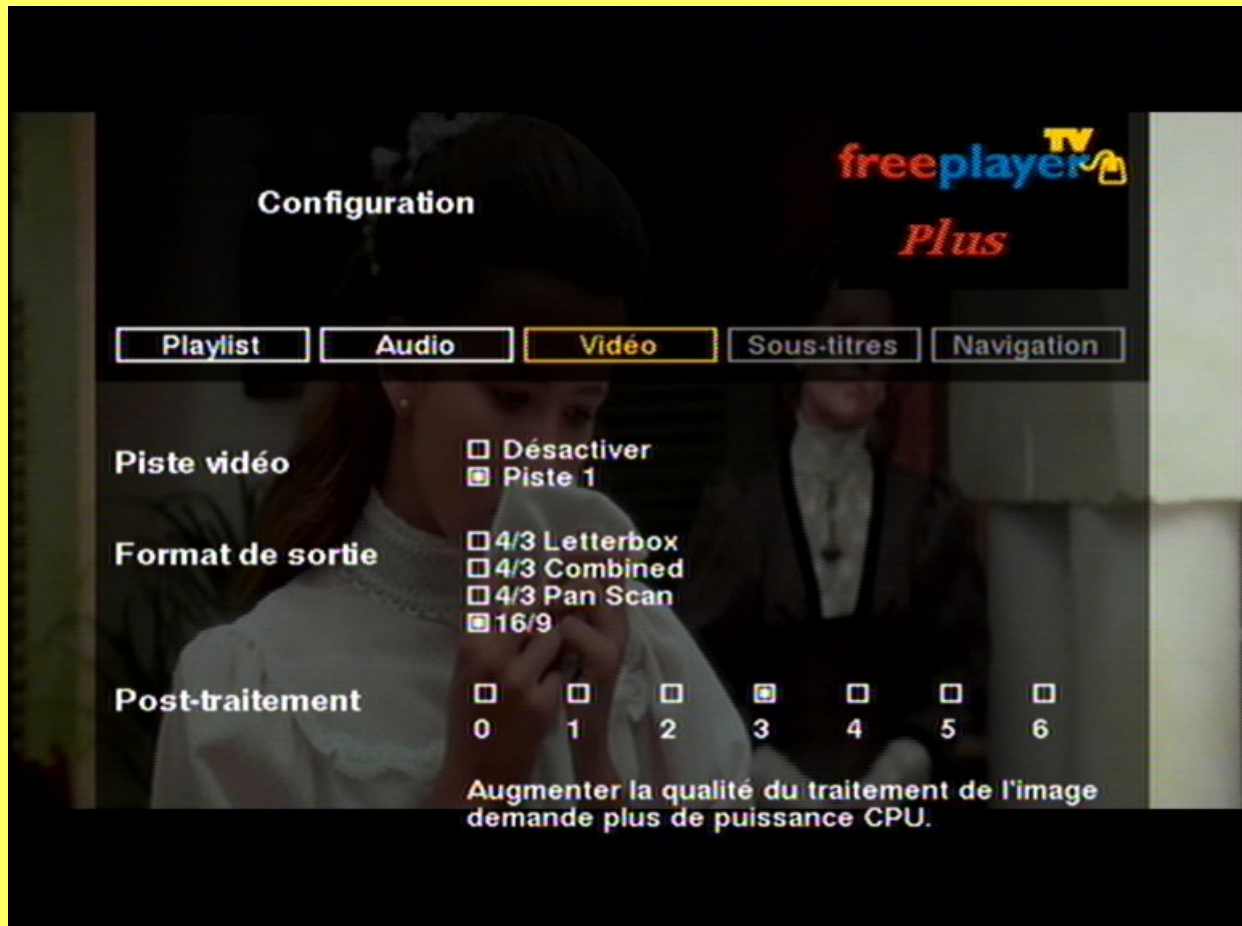 freeplayer TV
Plus
Configuration
Playlist Audio Vidéo Sous-titres Navigation
Piste vidéo
Désactiver
Piste 1
Format de sortie
4/3 Letterbox
4/3 Combined
4/3 Pan Scan
16/9
Post-traitement
0 1 2 3 4 5 6
Augmenter la qualité du traitement de l'image
demande plus de puissance CPU.